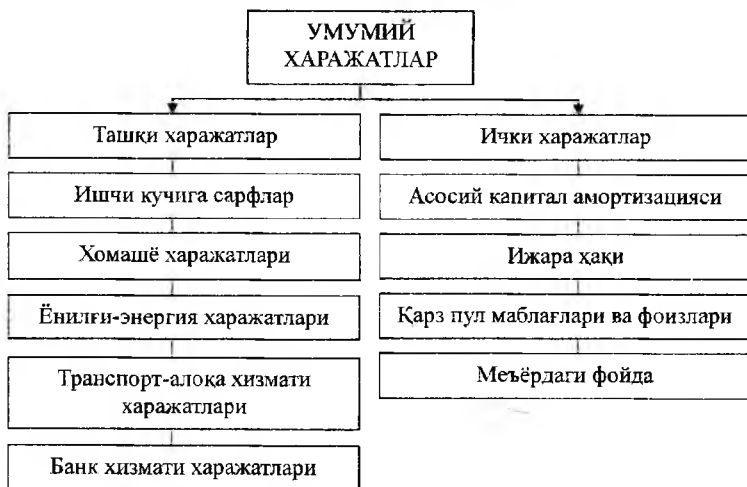 УМУМИЙ
ХАРАЖАТЛАР
Ташқи харажатлар
Ишчи кучига сарфлар
Хомашё харажатлари
Ёнилғи-энергия харажатлари
Транспорт-алоқа хизмати
харажатлари
Банк хизмати харажатлари
Ички харажатлар
Асосий капитал амортизацияси
Ижара ҳақи
Қарз пул маблағлари ва фоизлари
Меъёрдаги фойда